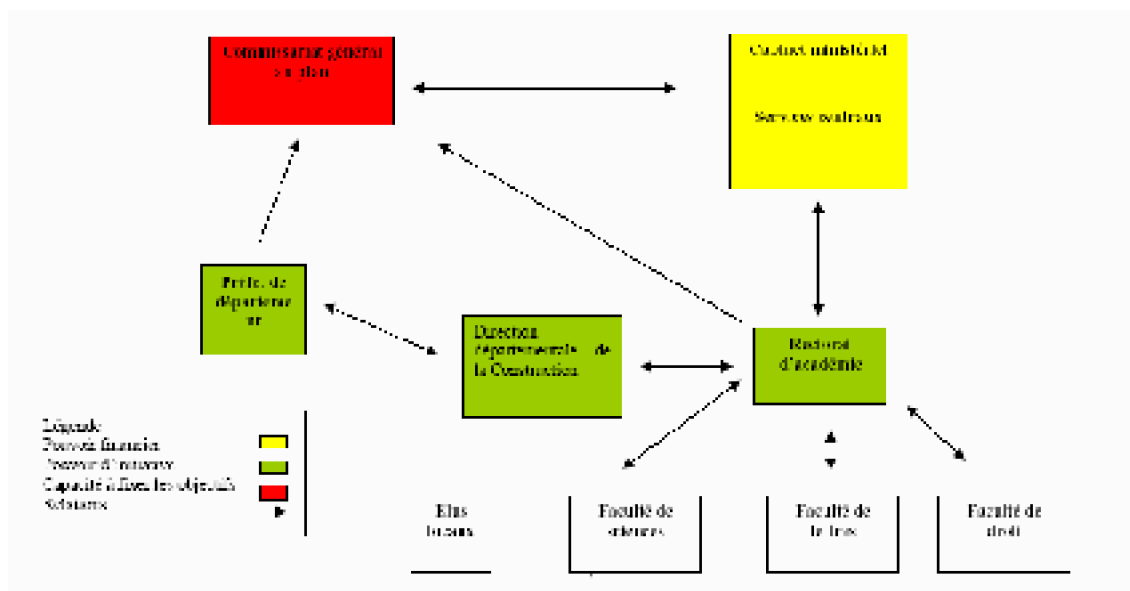 Commissariat général
au plan
Cabinet ministériel
Services centraux
Préfet de
départeme
nt
Direction
départementale de
la Construction
Rectorat
d'académie
Légende
Pouvoir financier
Pouvoir d'initiative
Capacité à fixer les objectifs
Relations
Elus
locaux
Faculté de
sciences
Faculté de
lettres
Faculté de
droit